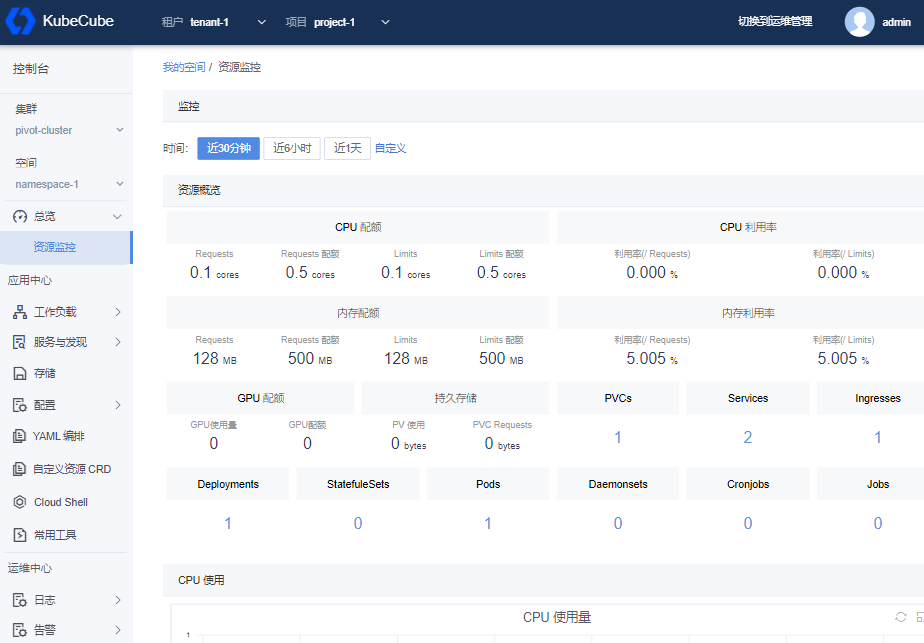 KubeCube
租户 tenant-1
项目 project-1
切换到运维管理
admin
控制台
集群
pivot-cluster
空间
namespace-1
总览
资源监控
应用中心
工作负载
服务与发现
存储
配置
YAML 编排
自定义资源 CRD
Cloud Shell
常用工具
运维中心
日志
告警
我的空间 / 资源监控
监控
时间: 近30分钟 近6小时 近1天 自定义
资源概览
CPU 配额 CPU 利用率
Requests Requests 配额 Limits Limits 配额 利用率(/ Requests) 利用率(/ Limits)
0.1 cores 0.5 cores 0.1 cores 0.5 cores 0.000 % 0.000 %
内存配额 内存利用率
Requests Requests 配额 Limits Limits 配额 利用率(/ Requests) 利用率(/ Limits)
128 MB 500 MB 128 MB 500 MB 5.005 % 5.005 %
GPU 配额 持久存储 PVCs Services Ingresses
GPU使用量 GPU配额 PV 使用 PVC Requests
0 0 0 bytes 0 bytes 1 2 1
Deployments StatefuleSets Pods Daemonsets Cronjobs Jobs
1 0 1 0 0 0
CPU 使用
CPU 使用量
1